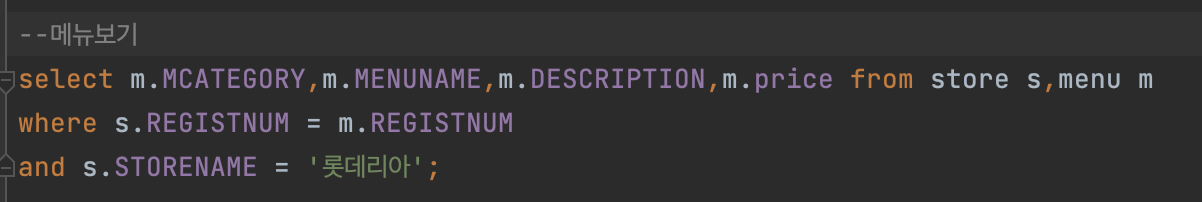 --메뉴보기
select m.MCATEGORY,m.MENUNAME,m.DESCRIPTION,m.price from store s,menu m
where s.REGISTNUM = m.REGISTNUM
and s.STORENAME = '롯데리아';